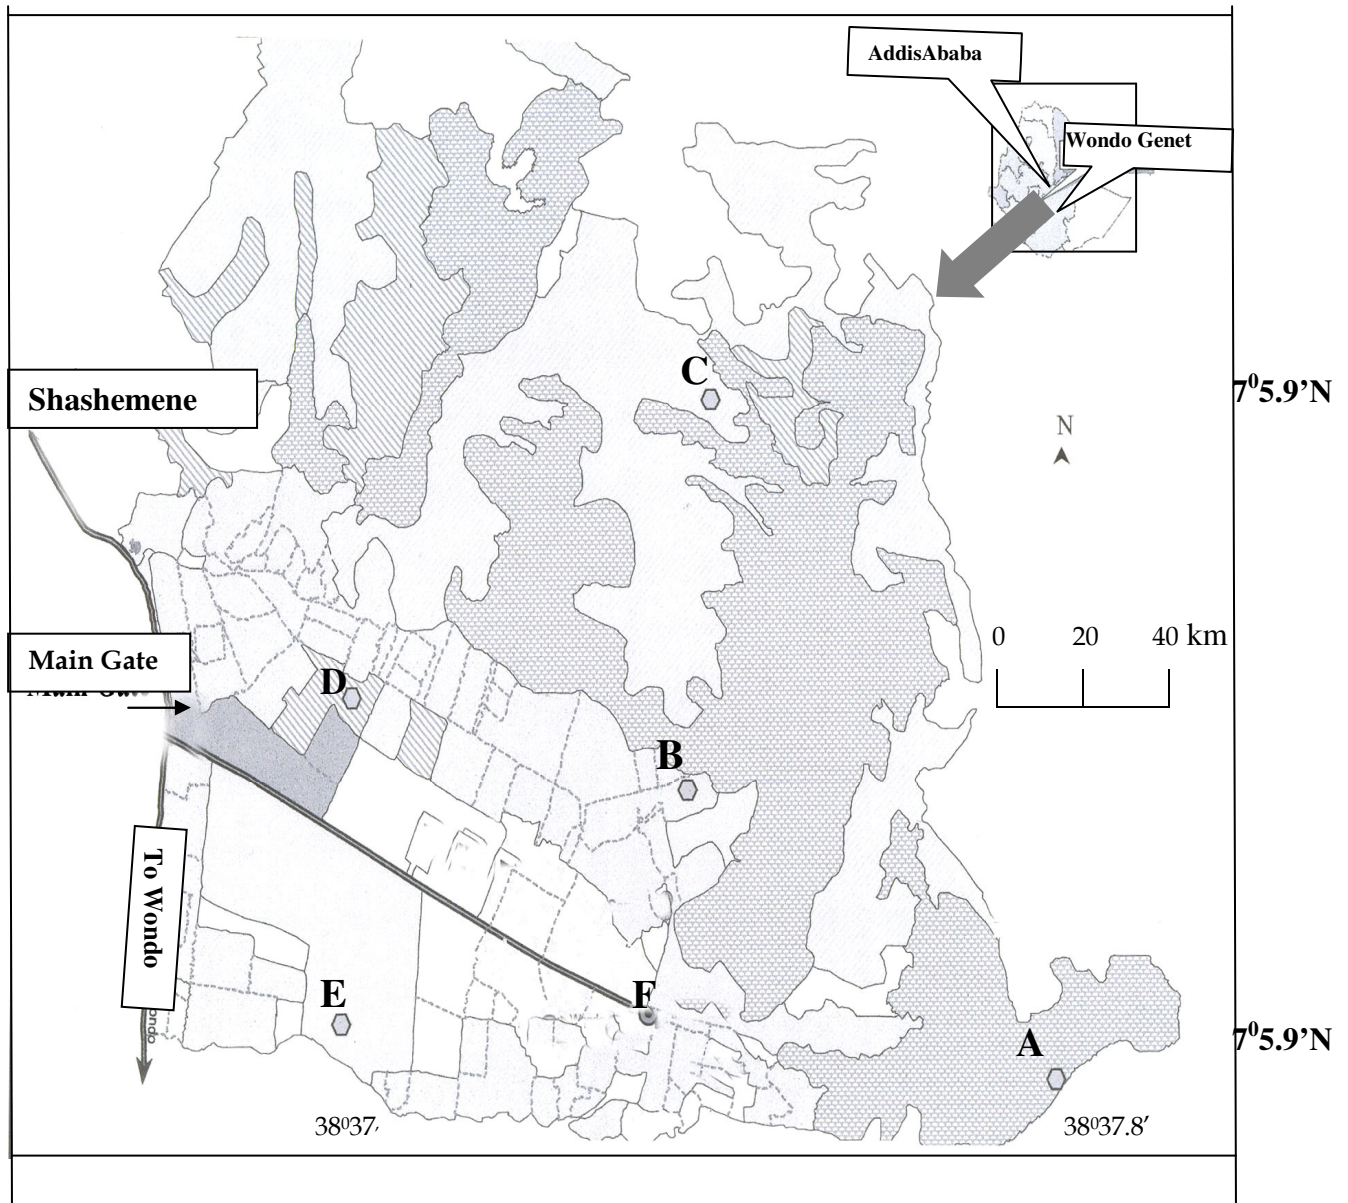 AddisAbaba
Wondo Genet
C
Shashemene
7⁰5.9’N
N
0 20 40 km
Main Gate
D
B
To Wondo
E
F
A
7⁰5.9’N
38⁰37,
38⁰37.8′